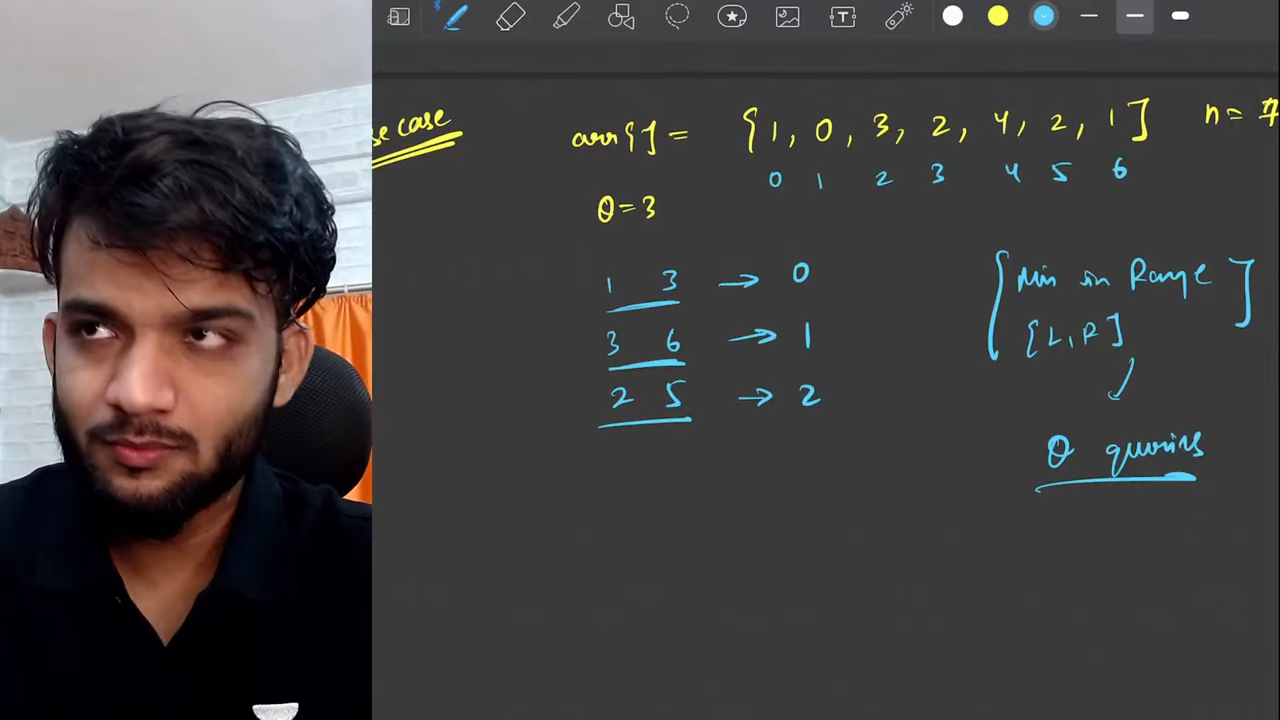 se case
arr[] = {1, 0, 3, 2, 4, 2, 1] n = 7
0 1 2 3 4 5 6
Q = 3
1 3 → 0
3 6 → 1
2 5 → 2
[Min in Range
[L, R] ]
Q queries